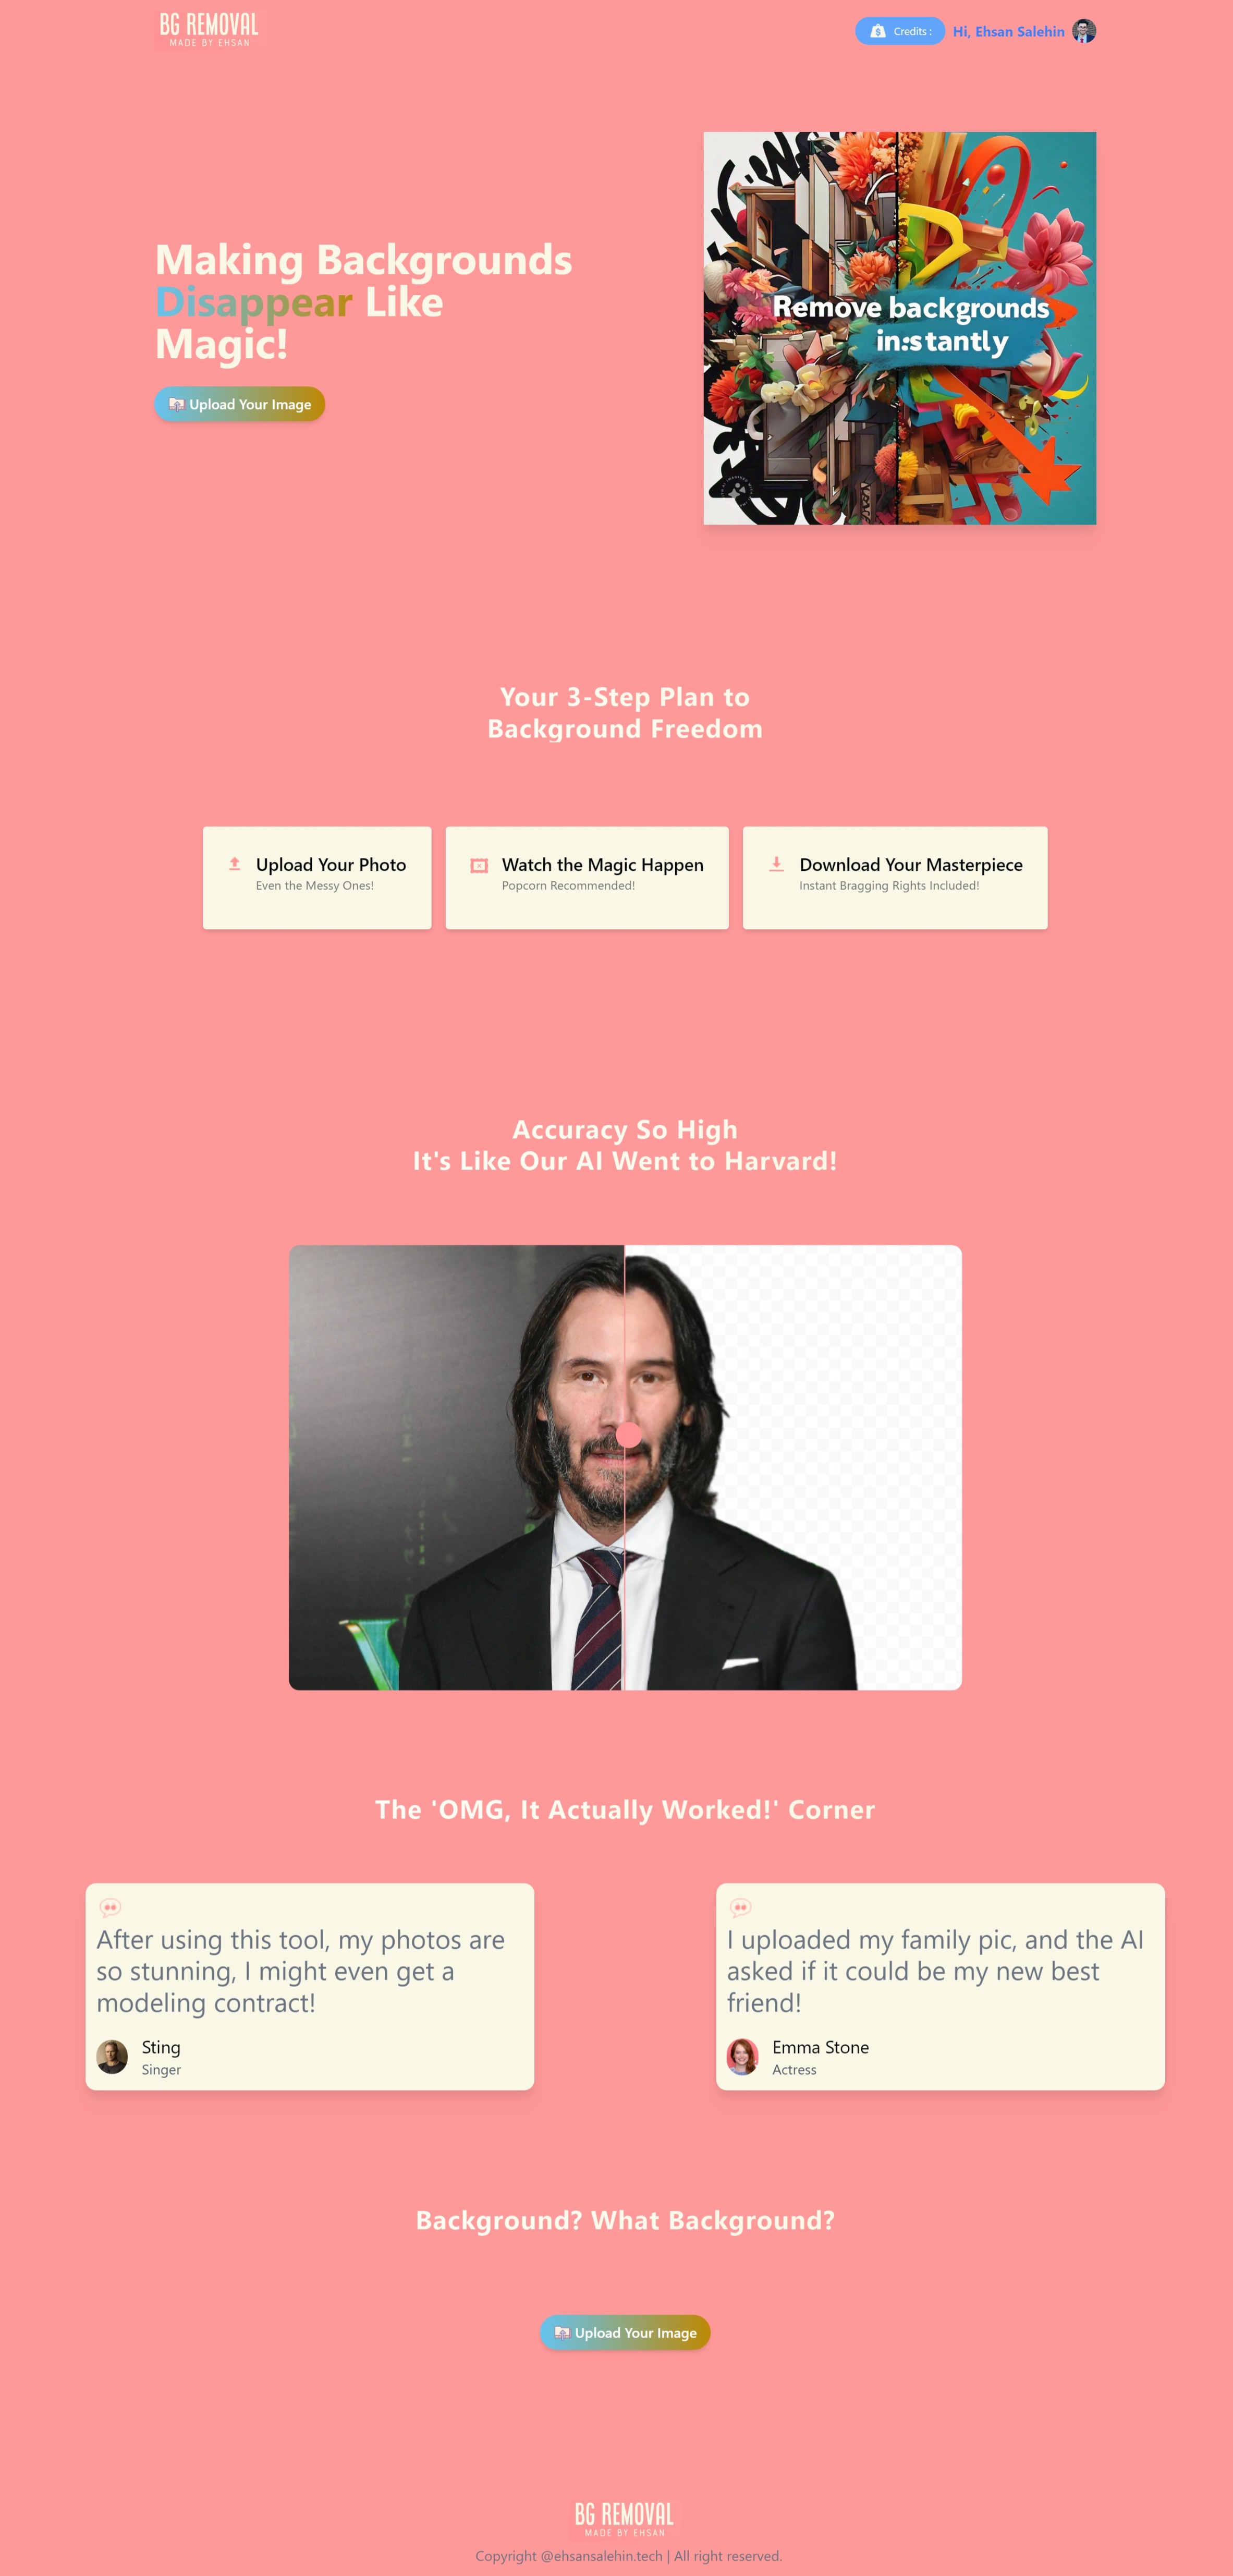 BG REMOVAL
MADE BY EHSAN
Credits :
Hi, Ehsan Salehin
Making Backgrounds
Disappear Like
Magic!
Upload Your Image
Remove backgrounds
in:stantly
Your 3-Step Plan to
Background Freedom
Upload Your Photo
Even the Messy Ones!
Watch the Magic Happen
Popcorn Recommended!
Download Your Masterpiece
Instant Bragging Rights Included!
Accuracy So High
It's Like Our AI Went to Harvard!
The 'OMG, It Actually Worked!' Corner
After using this tool, my photos are
so stunning, I might even get a
modeling contract!
Sting
Singer
I uploaded my family pic, and the AI
asked if it could be my new best
friend!
Emma Stone
Actress
Background? What Background?
Upload Your Image
BG REMOVAL
MADE BY EHSAN
Copyright @ehsansalehin.tech | All right reserved.